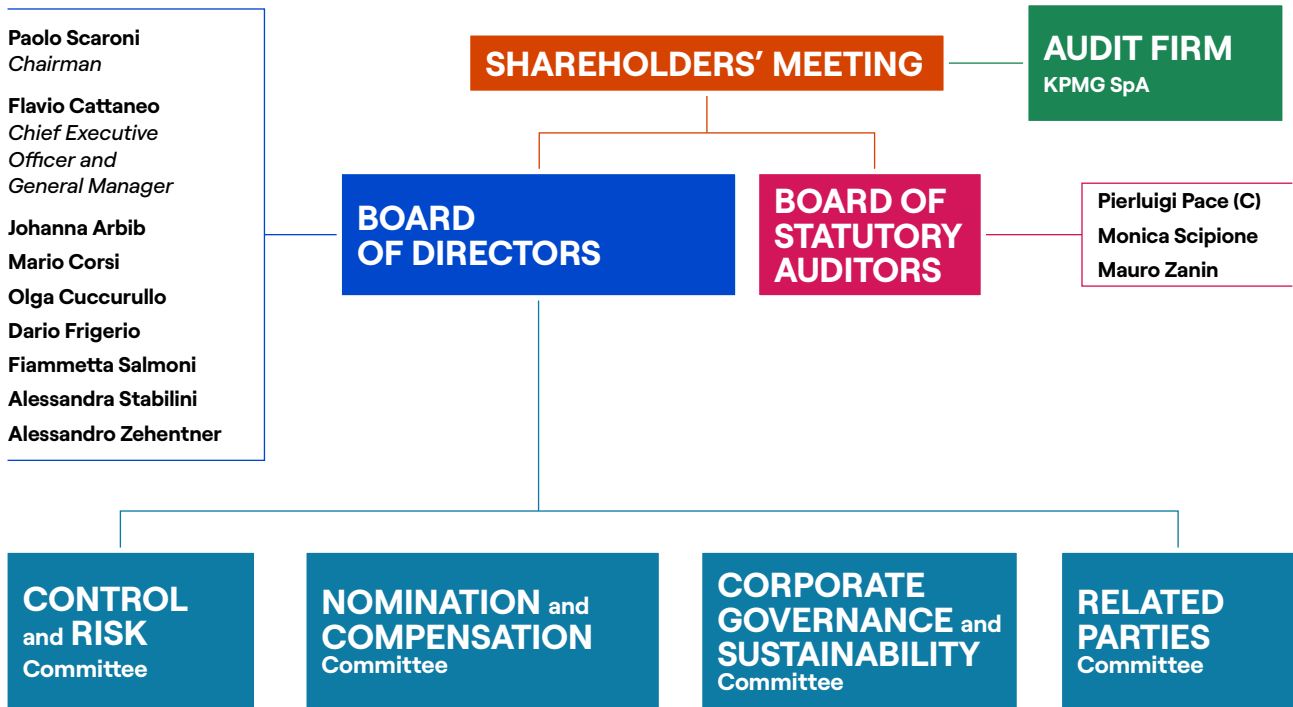 Paolo Scaroni
Chairman
Flavio Cattaneo
Chief Executive
Officer and
General Manager
Johanna Arbib
Mario Corsi
Olga Cuccurullo
Dario Frigerio
Fiammetta Salmoni
Alessandra Stabilini
Alessandro Zehentner
SHAREHOLDERS’ MEETING
AUDIT FIRM
KPMG SpA
BOARD
OF DIRECTORS
BOARD OF
STATUTORY
AUDITORS
Pierluigi Pace (C)
Monica Scipione
Mauro Zanin
CONTROL
and RISK
Committee
NOMINATION and
COMPENSATION
Committee
CORPORATE
GOVERNANCE and
SUSTAINABILITY
Committee
RELATED
PARTIES
Committee